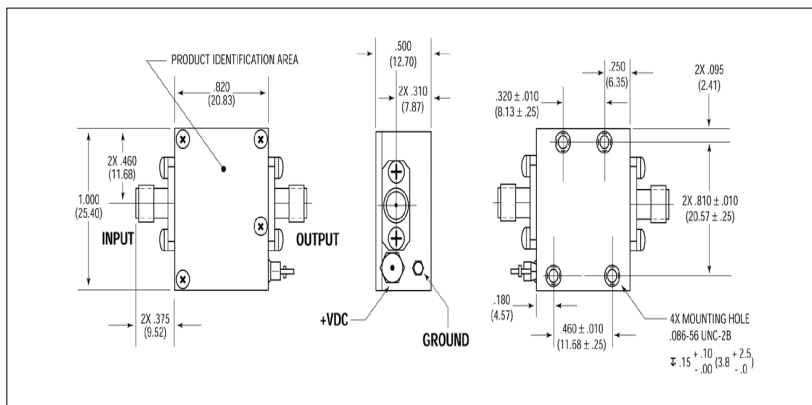 PRODUCT IDENTIFICATION AREA
.820
(20.83)
2X .460
(11.68)
1.000
(25.40)
INPUT
OUTPUT
2X .375
(9.52)
.500
(12.70)
2X .310
(7.87)
+VDC
GROUND
.250
(6.35)
.320 ± .010
(8.13 ± .25)
2X .095
(2.41)
2X .810 ± .010
(20.57 ± .25)
.180
(4.57)
.460 ± .010
(11.68 ± .25)
4X MOUNTING HOLE
.086-56 UNC-2B
↧ .15 + .10 - .00 (3.8 + 2.5 - .0)